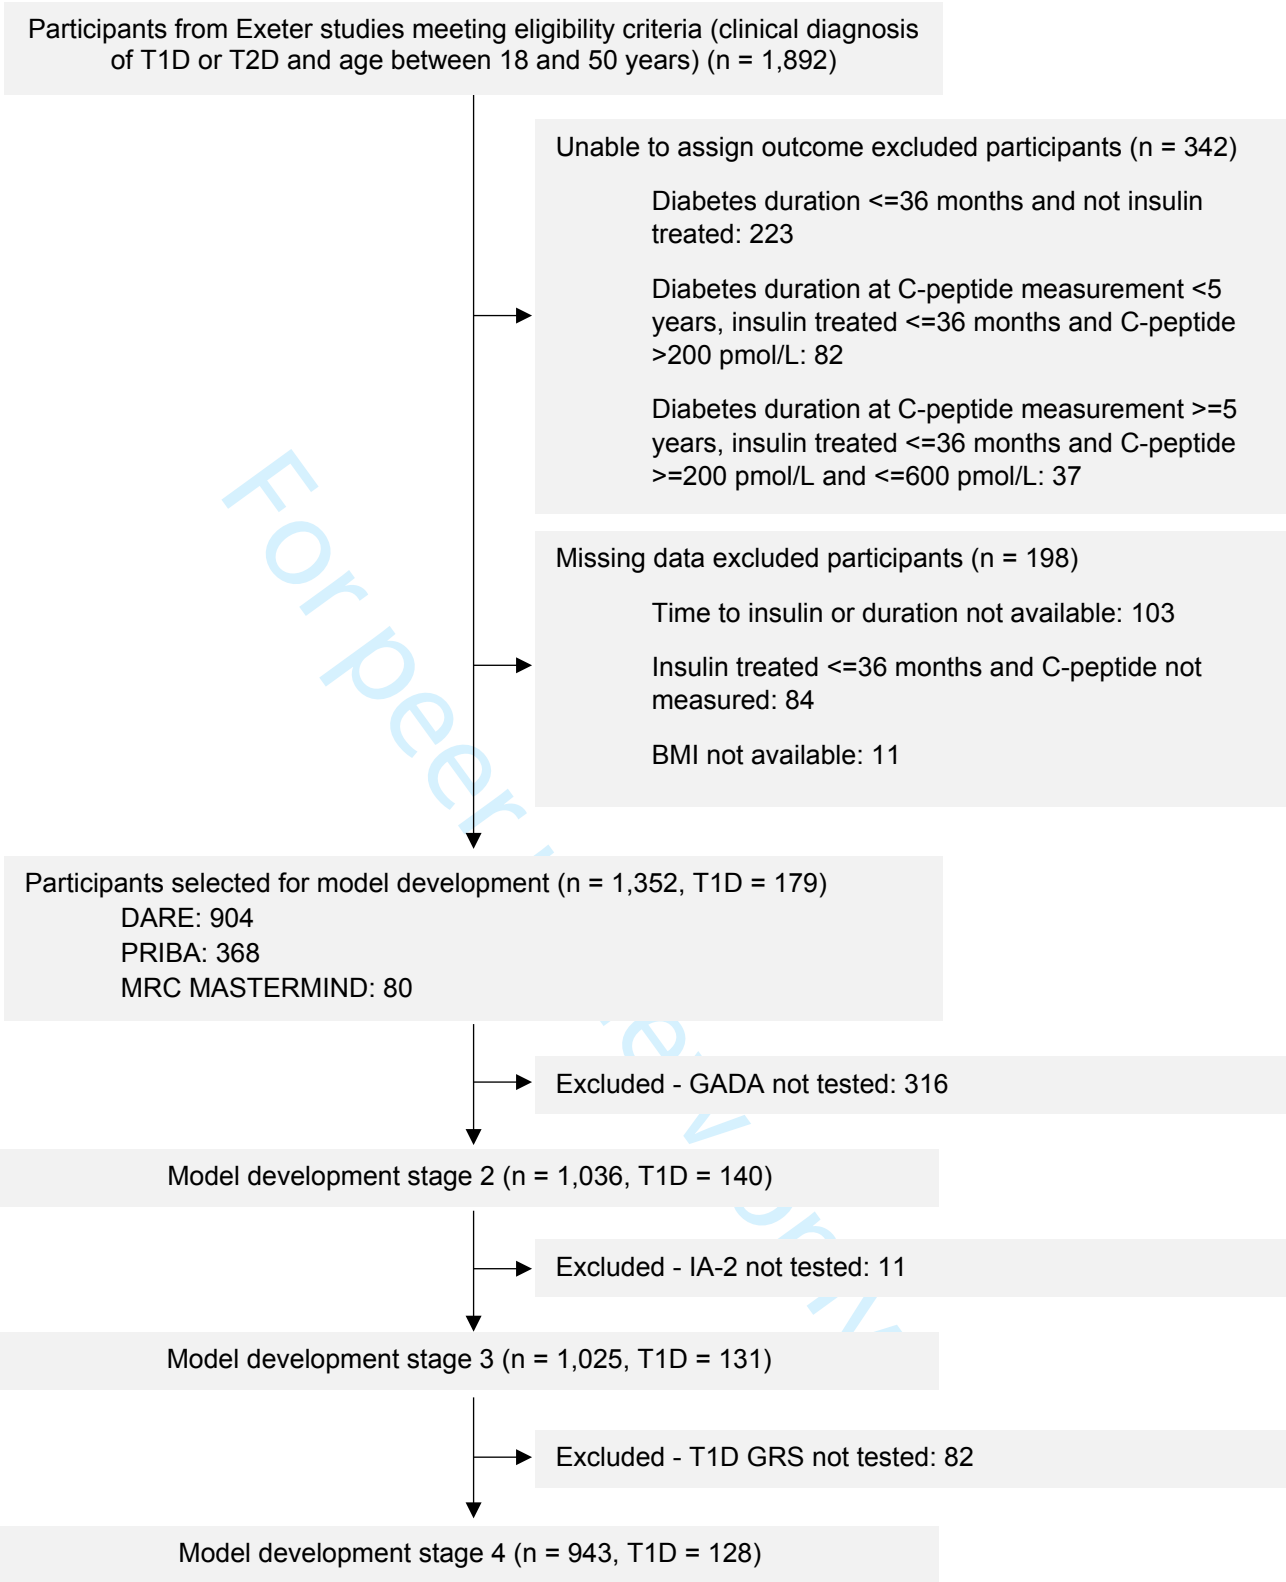 Participants from Exeter studies meeting eligibility criteria (clinical diagnosis
of T1D or T2D and age between 18 and 50 years) (n = 1,892)
Unable to assign outcome excluded participants (n = 342)
Diabetes duration <=36 months and not insulin
treated: 223
Diabetes duration at C-peptide measurement <5
years, insulin treated <=36 months and C-peptide
>200 pmol/L: 82
Diabetes duration at C-peptide measurement >=5
years, insulin treated <=36 months and C-peptide
>=200 pmol/L and <=600 pmol/L: 37
Missing data excluded participants (n = 198)
Time to insulin or duration not available: 103
Insulin treated <=36 months and C-peptide not
measured: 84
BMI not available: 11
Participants selected for model development (n = 1,352, T1D = 179)
DARE: 904
PRIBA: 368
MRC MASTERMIND: 80
Excluded - GADA not tested: 316
Model development stage 2 (n = 1,036, T1D = 140)
Excluded - IA-2 not tested: 11
Model development stage 3 (n = 1,025, T1D = 131)
Excluded - T1D GRS not tested: 82
Model development stage 4 (n = 943, T1D = 128)
For peer